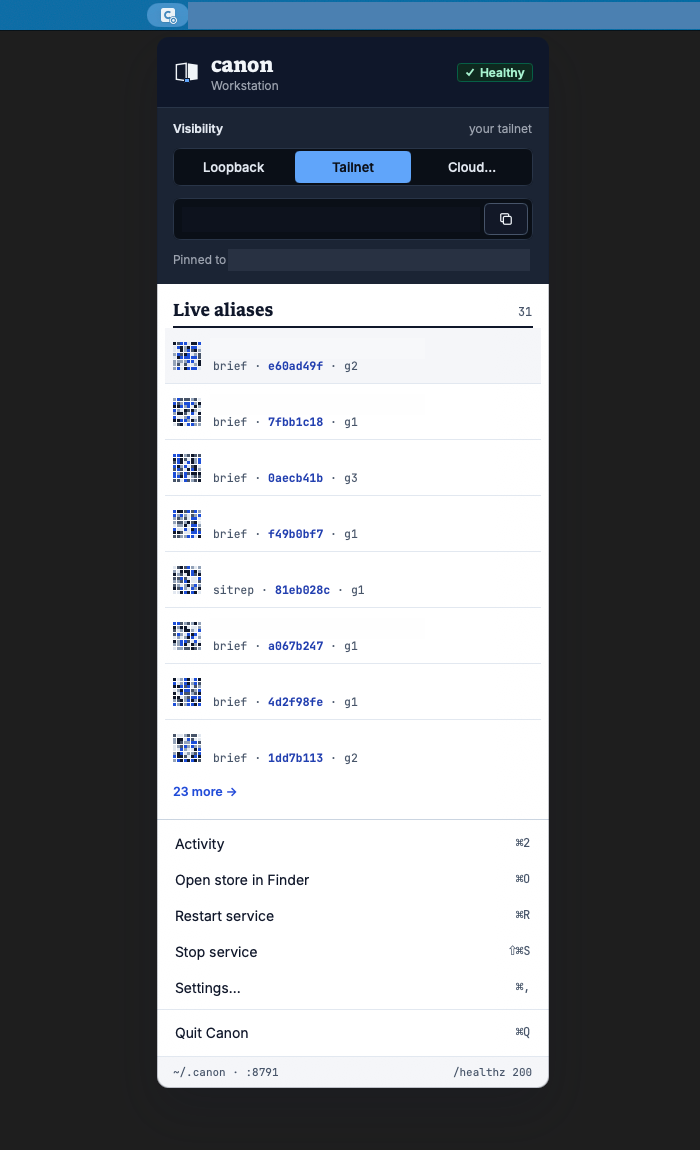 C
canon
Workstation
✓ Healthy
Visibility
your tailnet
Loopback
Tailnet
Cloud…
Pinned to
Live aliases
31
brief · e60ad49f · g2
brief · 7fbb1c18 · g1
brief · 0aecb41b · g3
brief · f49b0bf7 · g1
sitrep · 81eb028c · g1
brief · a067b247 · g1
brief · 4d2f98fe · g1
brief · 1dd7b113 · g2
23 more →
Activity ⌘2
Open store in Finder ⌘O
Restart service ⌘R
Stop service ⇧⌘S
Settings… ⌘,
Quit Canon ⌘Q
~/.canon · :8791
/healthz 200